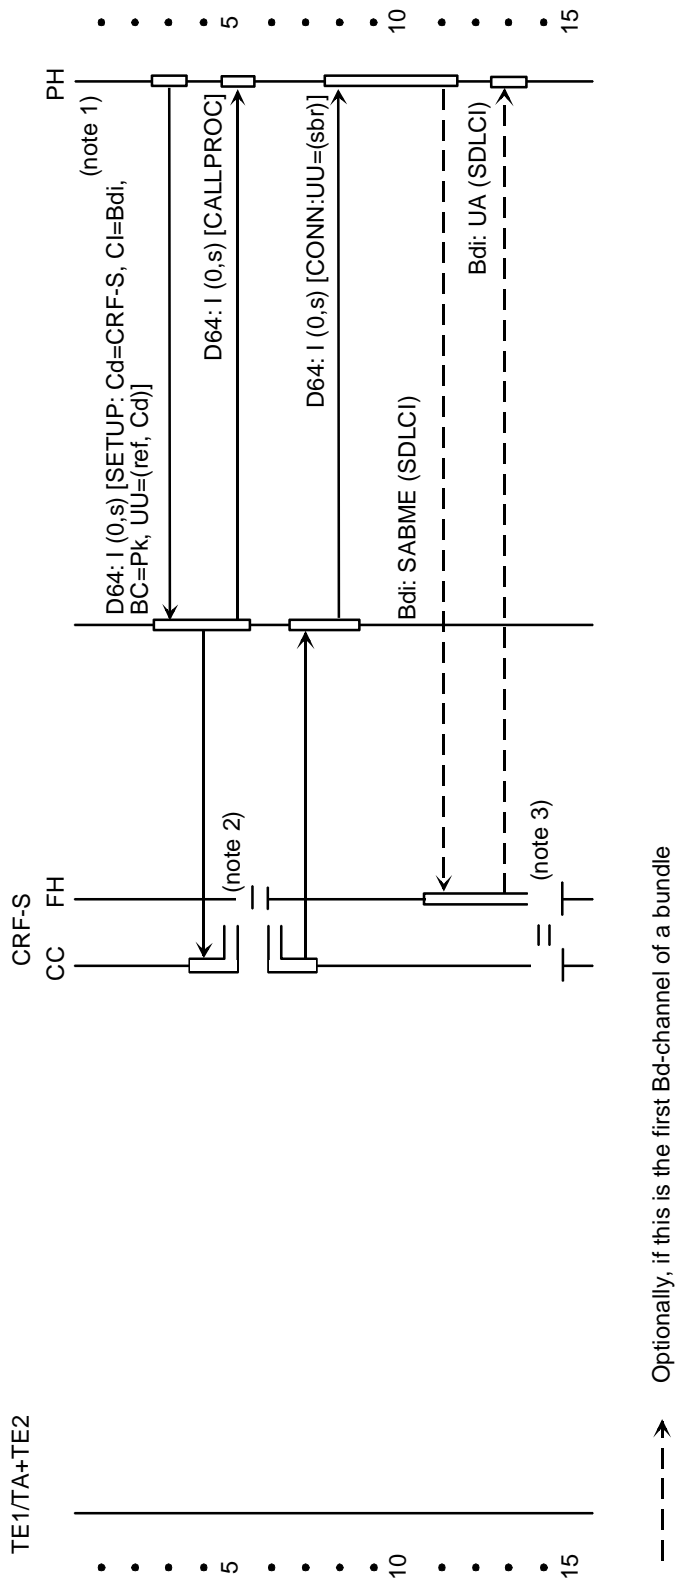 TE1/TA+TE2
CRF-S
CC
FH
PH
(note 1)
D64: I (0,s) [SETUP: Cd=CRF-S, CI=Bdi,
BC=Pk, UU=(ref, Cd)]
5
5
D64: I (0,s) [CALLPROC]
(note 2)
D64: I (0,s) [CONN:UU=(sbr)]
10
10
Bdi: SABME (SDLCI)
Bdi: UA (SDLCI)
(note 3)
15
15
Optionally, if this is the first Bd-channel of a bundle